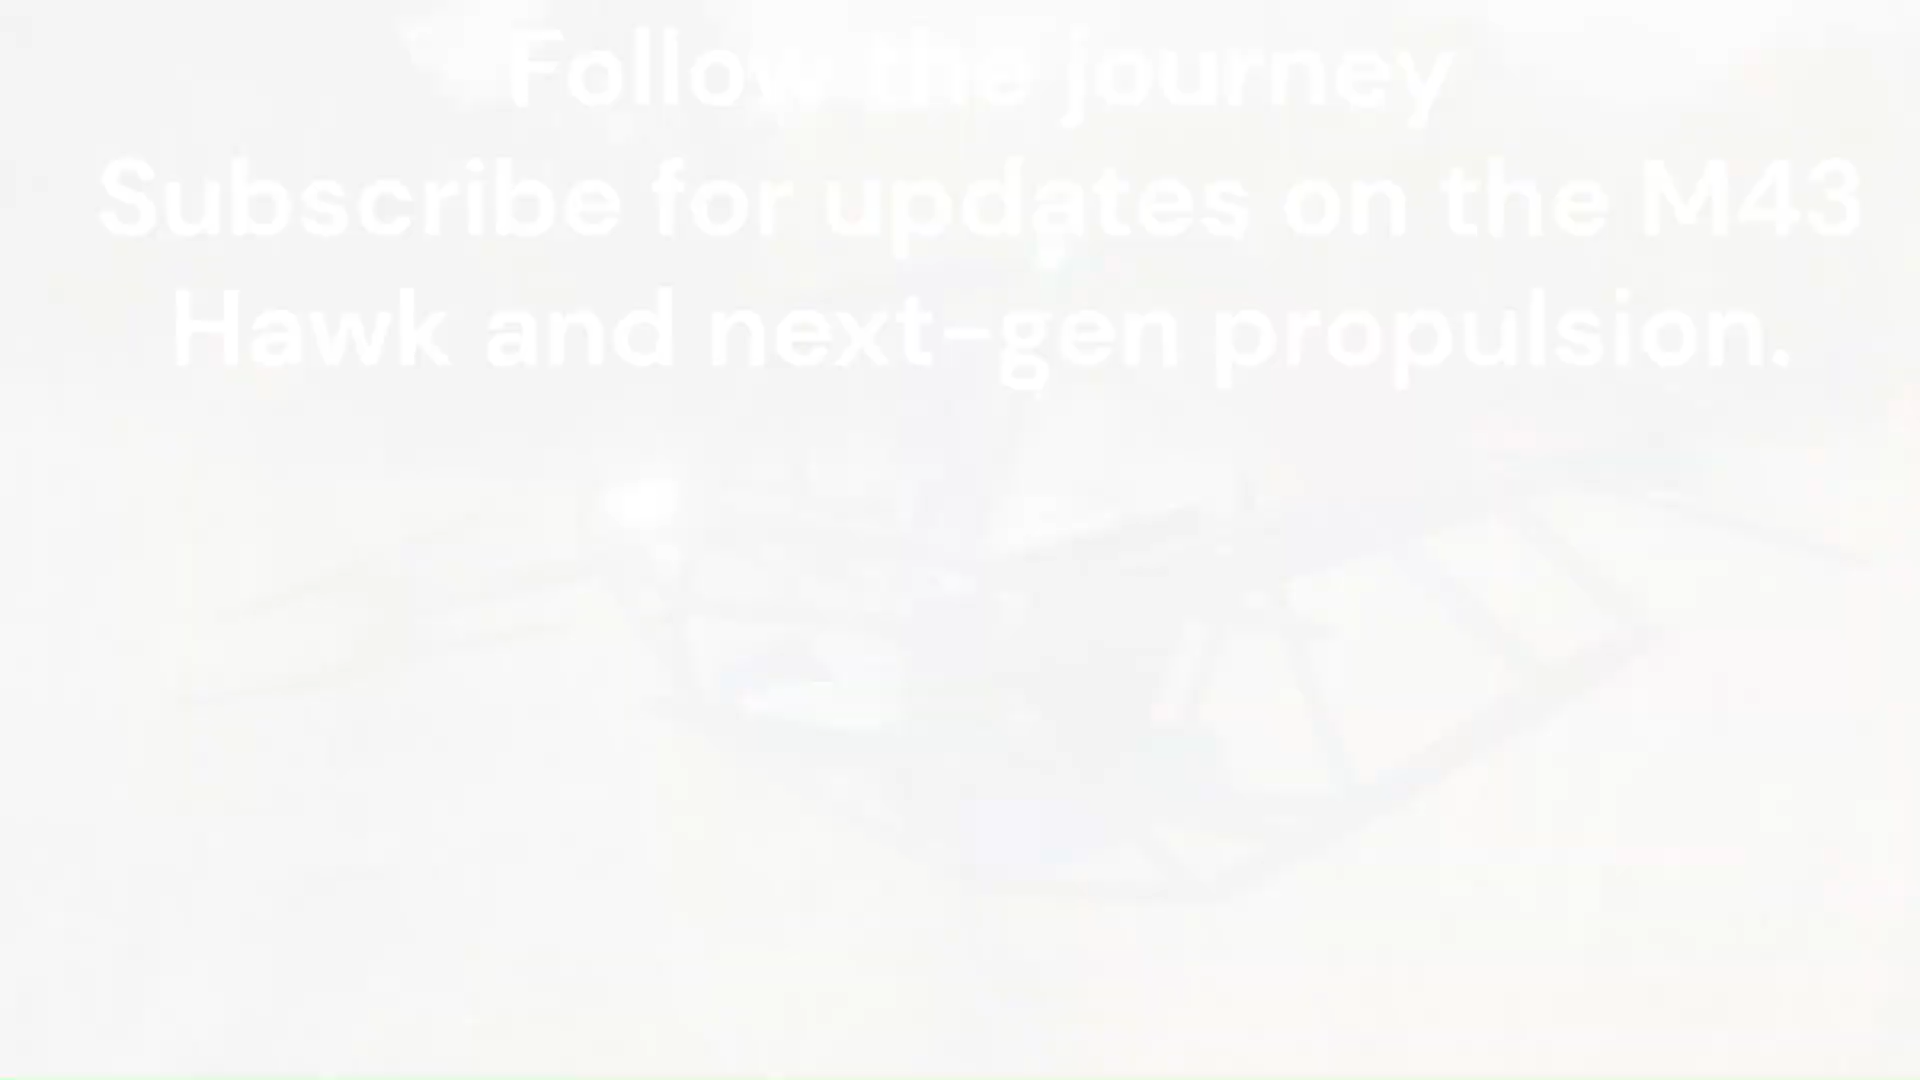 Follow the journey
Subscribe for updates on the M43
Hawk and next-gen propulsion.